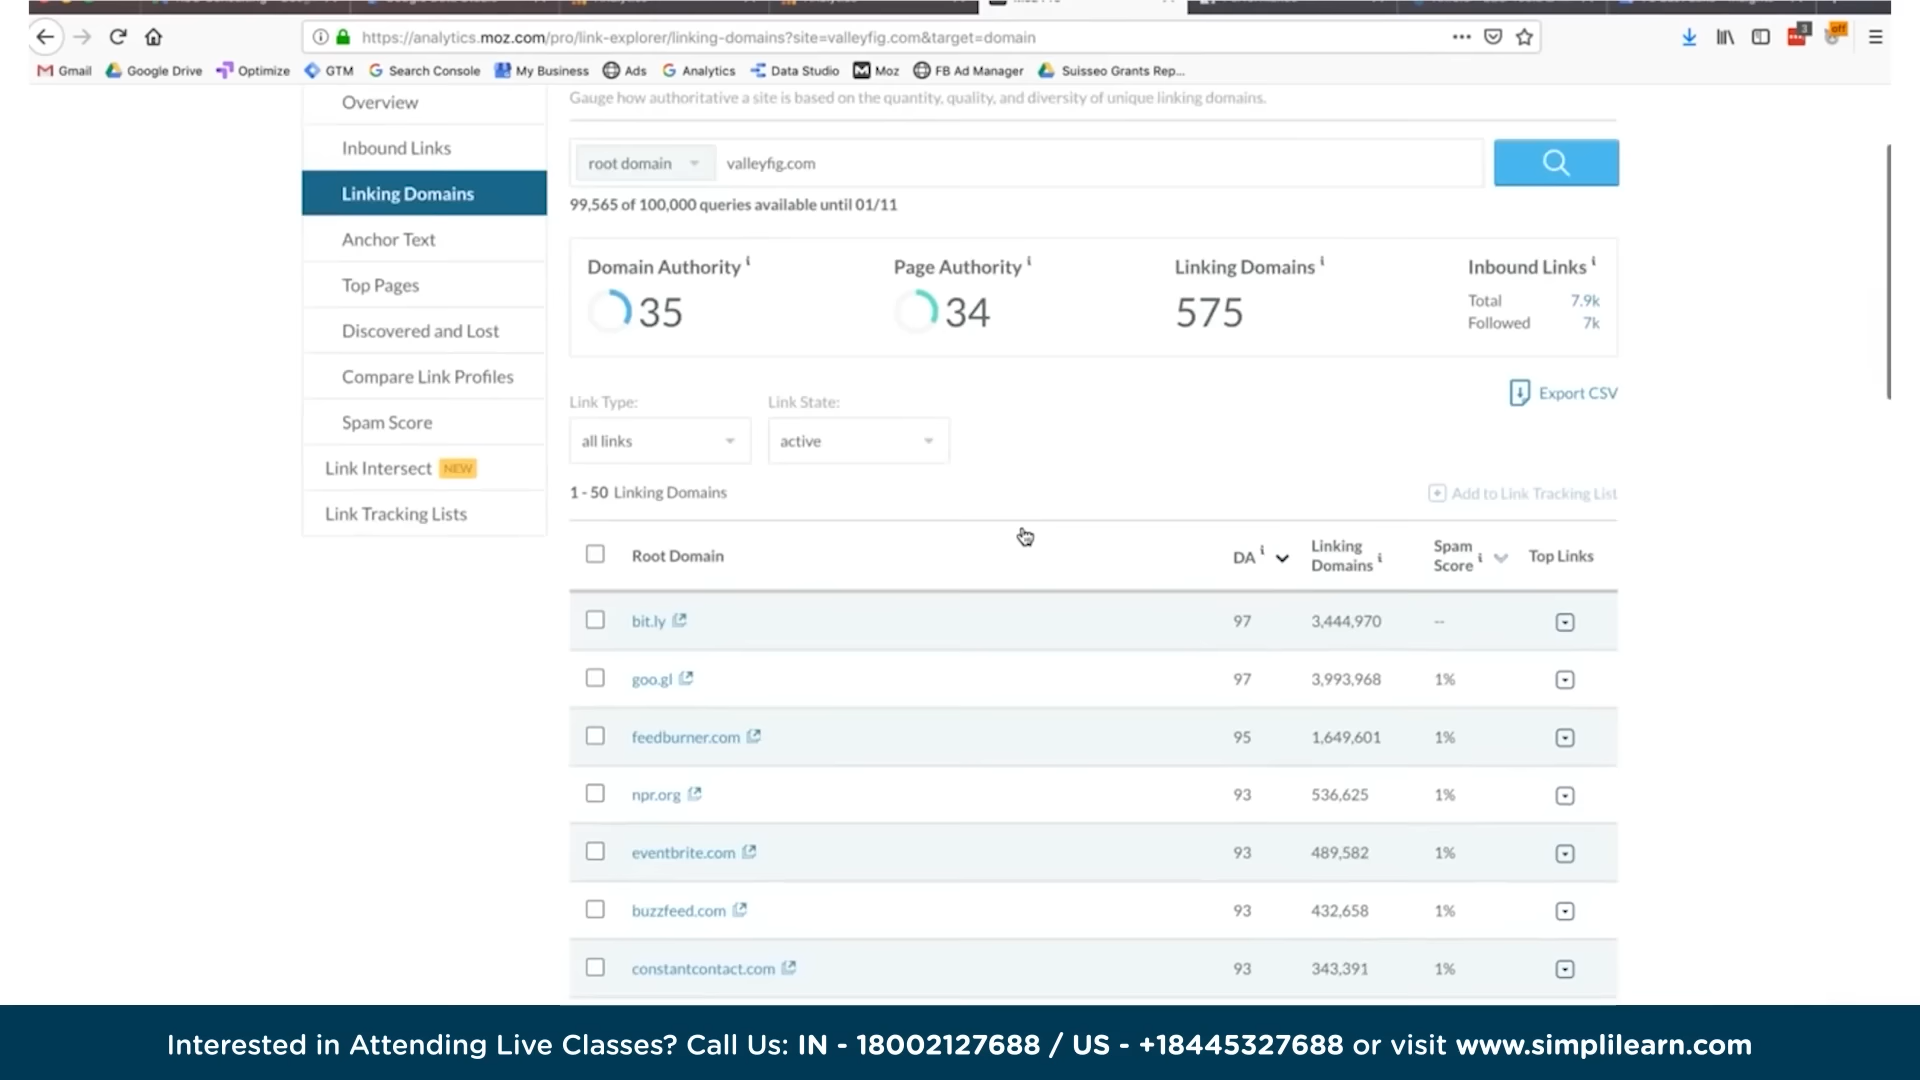 https://analytics.moz.com/pro/link-explorer/linking-domains?site=valleyfig.com&target=domain
3
off
Gmail Google Drive Optimize GTM Search Console My Business Ads Analytics Data Studio Moz FB Ad Manager Suisseo Grants Rep...
Overview
Inbound Links
Linking Domains
Anchor Text
Top Pages
Discovered and Lost
Compare Link Profiles
Spam Score
Link Intersect NEW
Link Tracking Lists
Gauge how authoritative a site is based on the quantity, quality, and diversity of unique linking domains.
root domain valleyfig.com
99,565 of 100,000 queries available until 01/11
Domain Authority i
35
Page Authority i
34
Linking Domains i
575
Inbound Links i
Total 7.9k
Followed 7k
Export CSV
Link Type: Link State:
all links active
1 - 50 Linking Domains Add to Link Tracking List
Root Domain DA i Linking Domains i Spam Score i Top Links
bit.ly 97 3,444,970 --
goo.gl 97 3,993,968 1%
feedburner.com 95 1,649,601 1%
npr.org 93 536,625 1%
eventbrite.com 93 489,582 1%
buzzfeed.com 93 432,658 1%
constantcontact.com 93 343,391 1%
Interested in Attending Live Classes? Call Us: IN - 18002127688 / US - +18445327688 or visit www.simplilearn.com